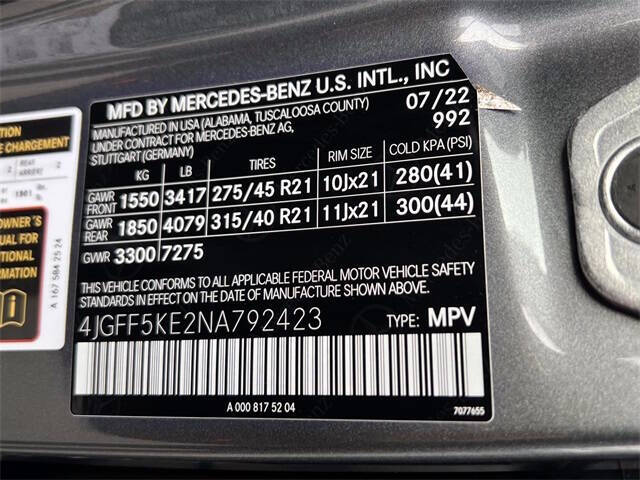 MFD BY MERCEDES-BENZ U.S. INTL., INC
MANUFACTURED IN USA (ALABAMA, TUSCALOOSA COUNTY) 07/22
UNDER CONTRACT FOR MERCEDES-BENZ AG, 992
STUTTGART (GERMANY)
KG LB TIRES RIM SIZE COLD KPA (PSI)
GAWR FRONT 1550 3417 275/45 R21 10Jx21 280(41)
GAWR REAR 1850 4079 315/40 R21 11Jx21 300(44)
GVWR 3300 7275
THIS VEHICLE CONFORMS TO ALL APPLICABLE FEDERAL MOTOR VEHICLE SAFETY
STANDARDS IN EFFECT ON THE DATE OF MANUFACTURE SHOWN ABOVE.
4JGFF5KE2NA792423 TYPE: MPV
A 000 817 52 04
7077655
CHARGEMENT
REAR
OWNER'S
MANUAL FOR
A 167 584 25 24